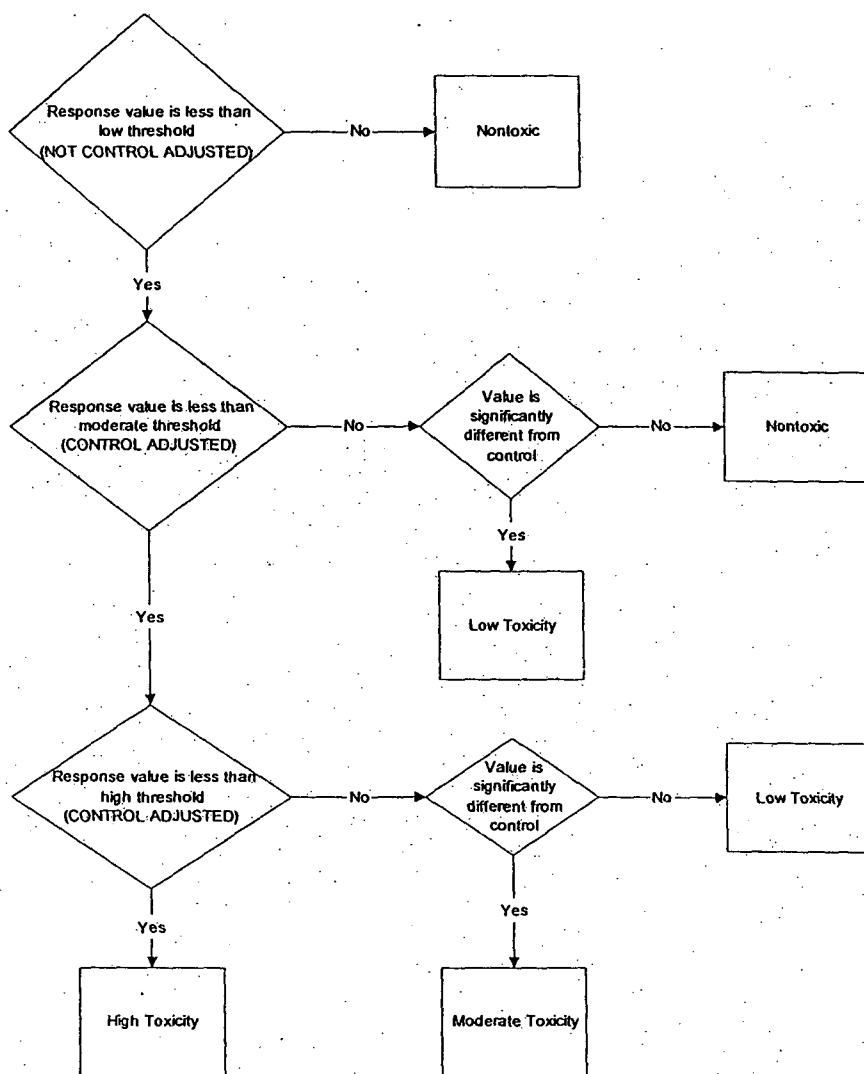 Response value is less than
low threshold
(NOT CONTROL ADJUSTED)
No
Nontoxic
Yes
Response value is less than
moderate threshold
(CONTROL ADJUSTED)
No
Value is
significantly
different from
control
No
Nontoxic
Yes
Low Toxicity
Yes
Response value is less than
high threshold
(CONTROL ADJUSTED)
No
Value is
significantly
different from
control
No
Low Toxicity
Yes
Yes
High Toxicity
Moderate Toxicity